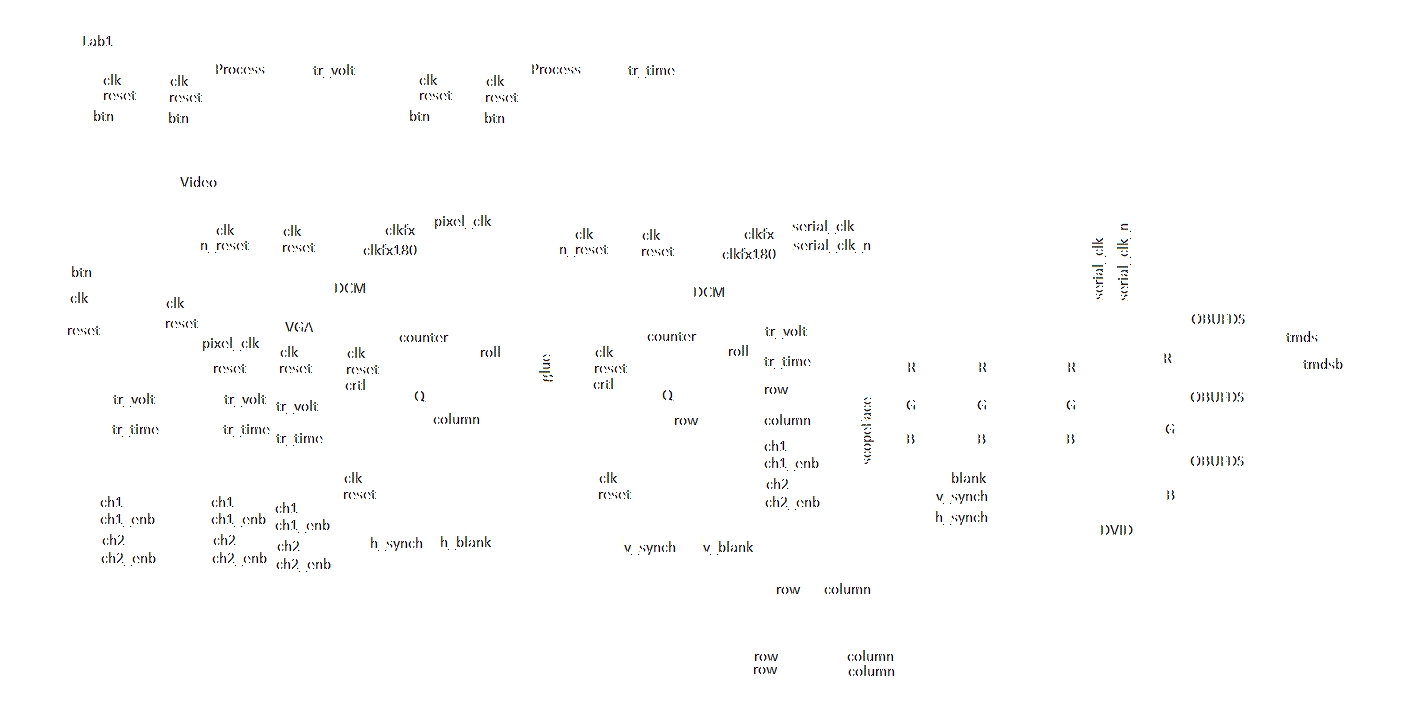 Lab1
Process tr_volt Process tr_time
clk clk clk clk
reset reset reset reset
btn btn btn btn
Video
pixel_clk serial_clk
clk clk clkfx clk clk clkfx
n_reset reset clkfx180 n_reset reset clkfx180 serial_clk_n
serial_clk serial_clk_n
btn
DCM DCM
clk clk
reset reset VGA
OBUFDS
tmds
counter counter tr_volt
pixel_clk clk clk roll clk roll
glue
reset reset reset reset tr_time
R R R R tmdsb
critl critl
tr_volt tr_volt tr_volt Q Q row
OBUFDS
scopeFace
G G G
tr_time tr_time tr_time column row column
G
B B B
ch1
ch1_enb
OBUFDS
clk clk blank
reset reset ch2 v_synch B
ch1 ch1 ch1 ch2_enb
ch1_enb ch1_enb ch1_enb h_synch
DVID
ch2 ch2 ch2 h_synch h_blank v_synch v_blank
ch2_enb ch2_enb ch2_enb
row column
row column
row column